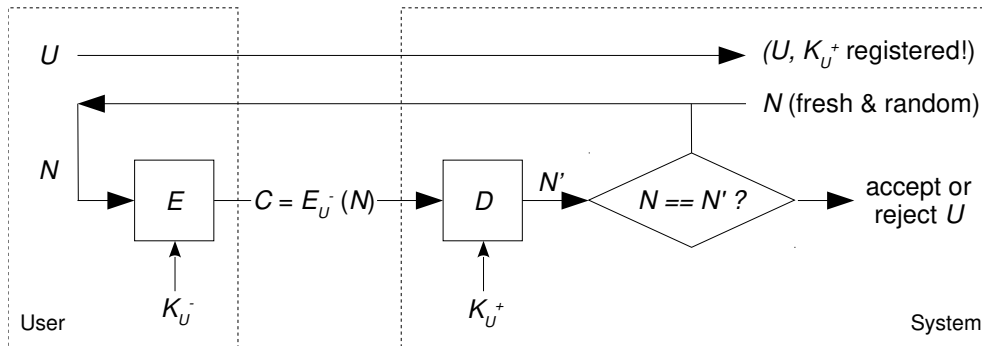 U
(U, K_U^+ registered!)
N (fresh & random)
N
E
C = E_U^- (N)
D
N'
N == N' ?
accept or
reject U
K_U^-
K_U^+
User
System